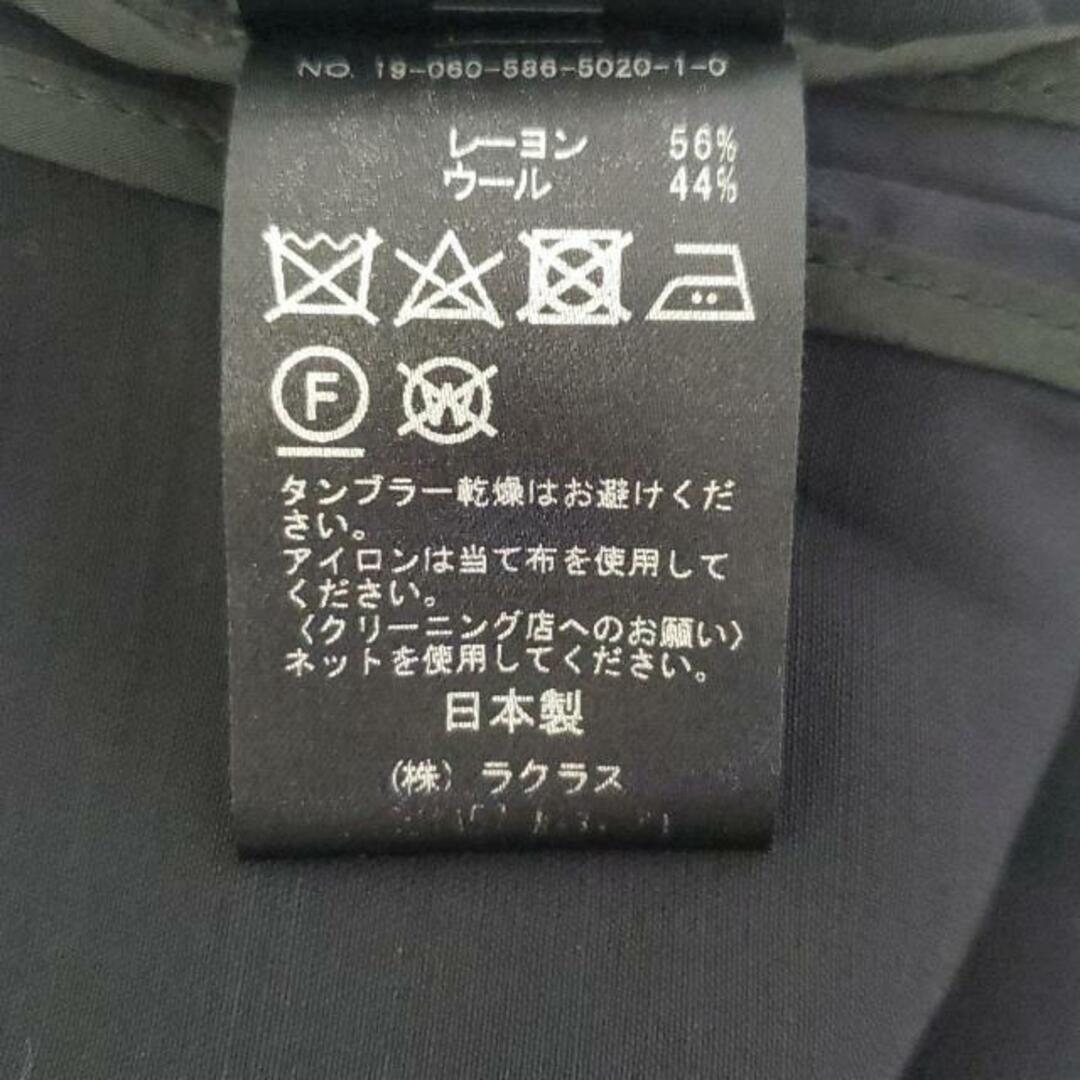 NO. 19-060-586-5020-1-0
レーヨン 56%
ウール 44%
F W
タンブラー乾燥はお避けくだ
さい。
アイロンは当て布を使用して
ください。
〈クリーニング店へのお願い〉
ネットを使用してください。
日本製
(株) ラクラス